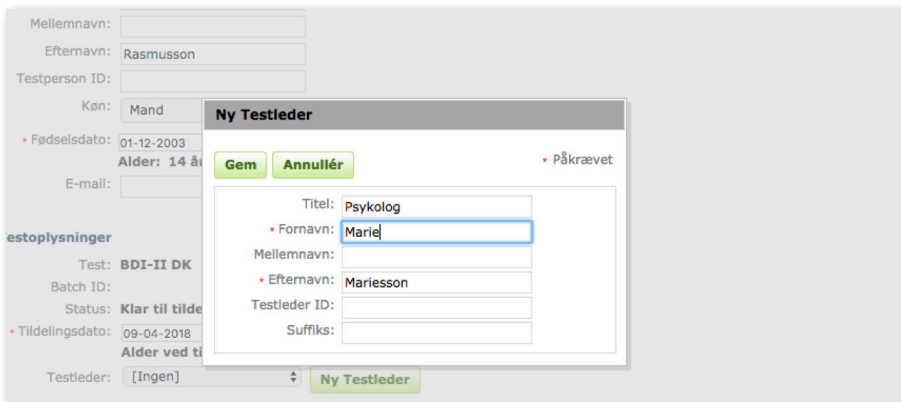 Mellemnavn:
Efternavn: Rasmusson
Testperson ID:
Køn: Mand
• Fødselsdato: 01-12-2003
Alder: 14 år
E-mail:
Testoplysninger
Test: BDI-II DK
Batch ID:
Status: Klar til tilde
• Tildelingsdato: 09-04-2018
Alder ved ti
Testleder: [Ingen] Ny Testleder
Ny Testleder
Gem Annullér • Påkrævet
Titel: Psykolog
• Fornavn: Marie
Mellemnavn:
• Efternavn: Mariesson
Testleder ID:
Suffiks: